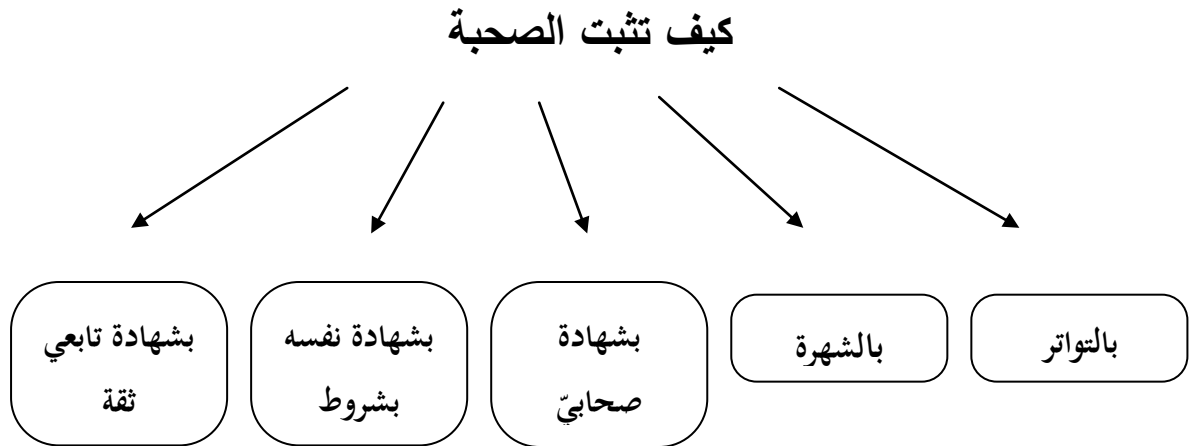 كيف تثبت الصحبة
بالتواتر
بالشهرة
بشهادة
صحابيّ
بشهادة نفسه
بشروط
بشهادة تابعي
ثقة